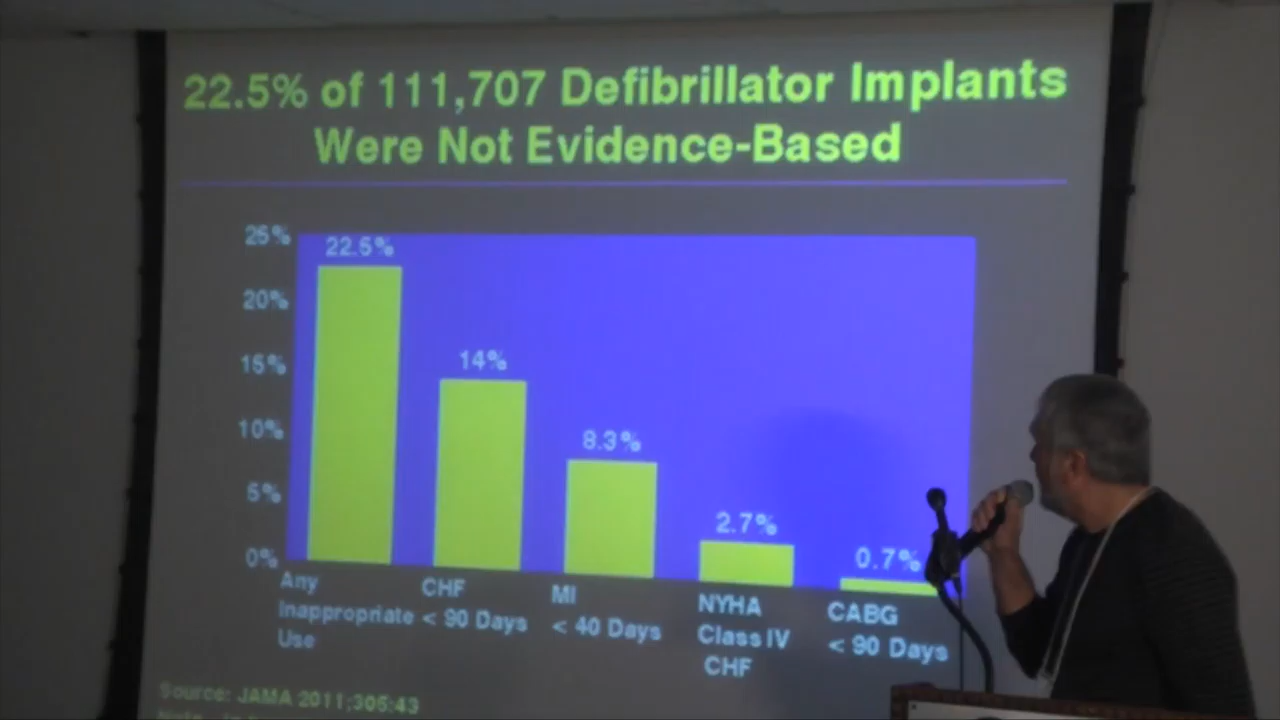 22.5% of 111,707 Defibrillator Implants
Were Not Evidence-Based
25%
20%
15%
10%
5%
0%
22.5%
14%
8.3%
2.7%
0.7%
Any
Inappropriate
Use
CHF
< 90 Days
MI
< 40 Days
NYHA
Class IV
CHF
CABG
< 90 Days
Source: JAMA 2011;305:43